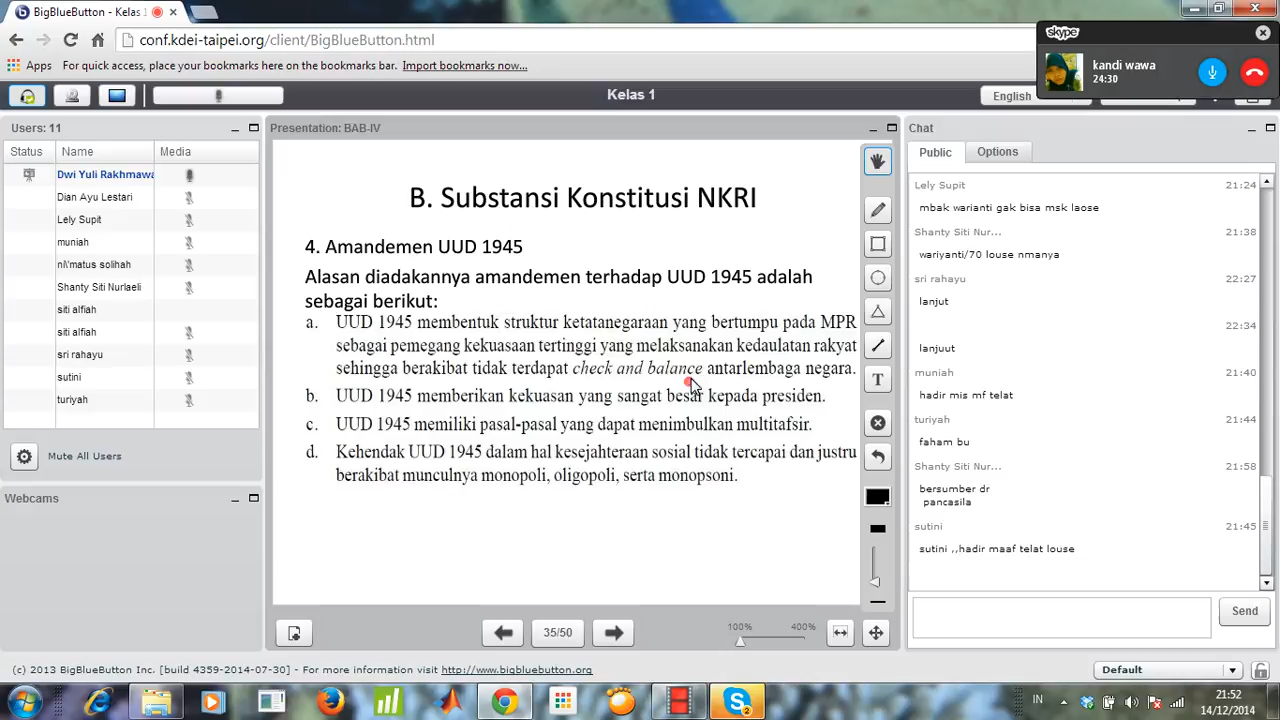 BigBlueButton - Kelas 1
conf.kdei-taipei.org/client/BigBlueButton.html
Apps
For quick access, place your bookmarks here on the bookmarks bar. Import bookmarks now...
skype
kandi wawa
24:30
Kelas 1
English
Users: 11
Status
Name
Media
Dwi Yuli Rakhmawa
Dian Ayu Lestari
Lely Supit
muniah
ni\'matus solihah
Shanty Siti Nurlaeli
siti alfiah
siti alfiah
sri rahayu
sutini
turiyah
Mute All Users
Webcams
Presentation: BAB-IV
B. Substansi Konstitusi NKRI
4. Amandemen UUD 1945
Alasan diadakannya amandemen terhadap UUD 1945 adalah
sebagai berikut:
a. UUD 1945 membentuk struktur ketatanegaraan yang bertumpu pada MPR
sebagai pemegang kekuasaan tertinggi yang melaksanakan kedaulatan rakyat
sehingga berakibat tidak terdapat check and balance antarlembaga negara.
b. UUD 1945 memberikan kekuasan yang sangat besar kepada presiden.
c. UUD 1945 memiliki pasal-pasal yang dapat menimbulkan multitafsir.
d. Kehendak UUD 1945 dalam hal kesejahteraan sosial tidak tercapai dan justru
berakibat munculnya monopoli, oligopoli, serta monopsoni.
T
35/50
100%
400%
Chat
Public
Options
Lely Supit 21:24
mbak warianti gak bisa msk laose
Shanty Siti Nur... 21:38
wariyanti/70 louse nmanya
sri rahayu 22:27
lanjut
22:34
lanjuut
muniah 21:40
hadir mis mf telat
turiyah 21:44
faham bu
Shanty Siti Nur... 21:58
bersumber dr
pancasila
sutini 21:45
sutini ,,hadir maaf telat louse
Send
(c) 2013 BigBlueButton Inc. [build 4359-2014-07-30] - For more information visit http://www.bigbluebutton.org
Default
IN
21:52
14/12/2014